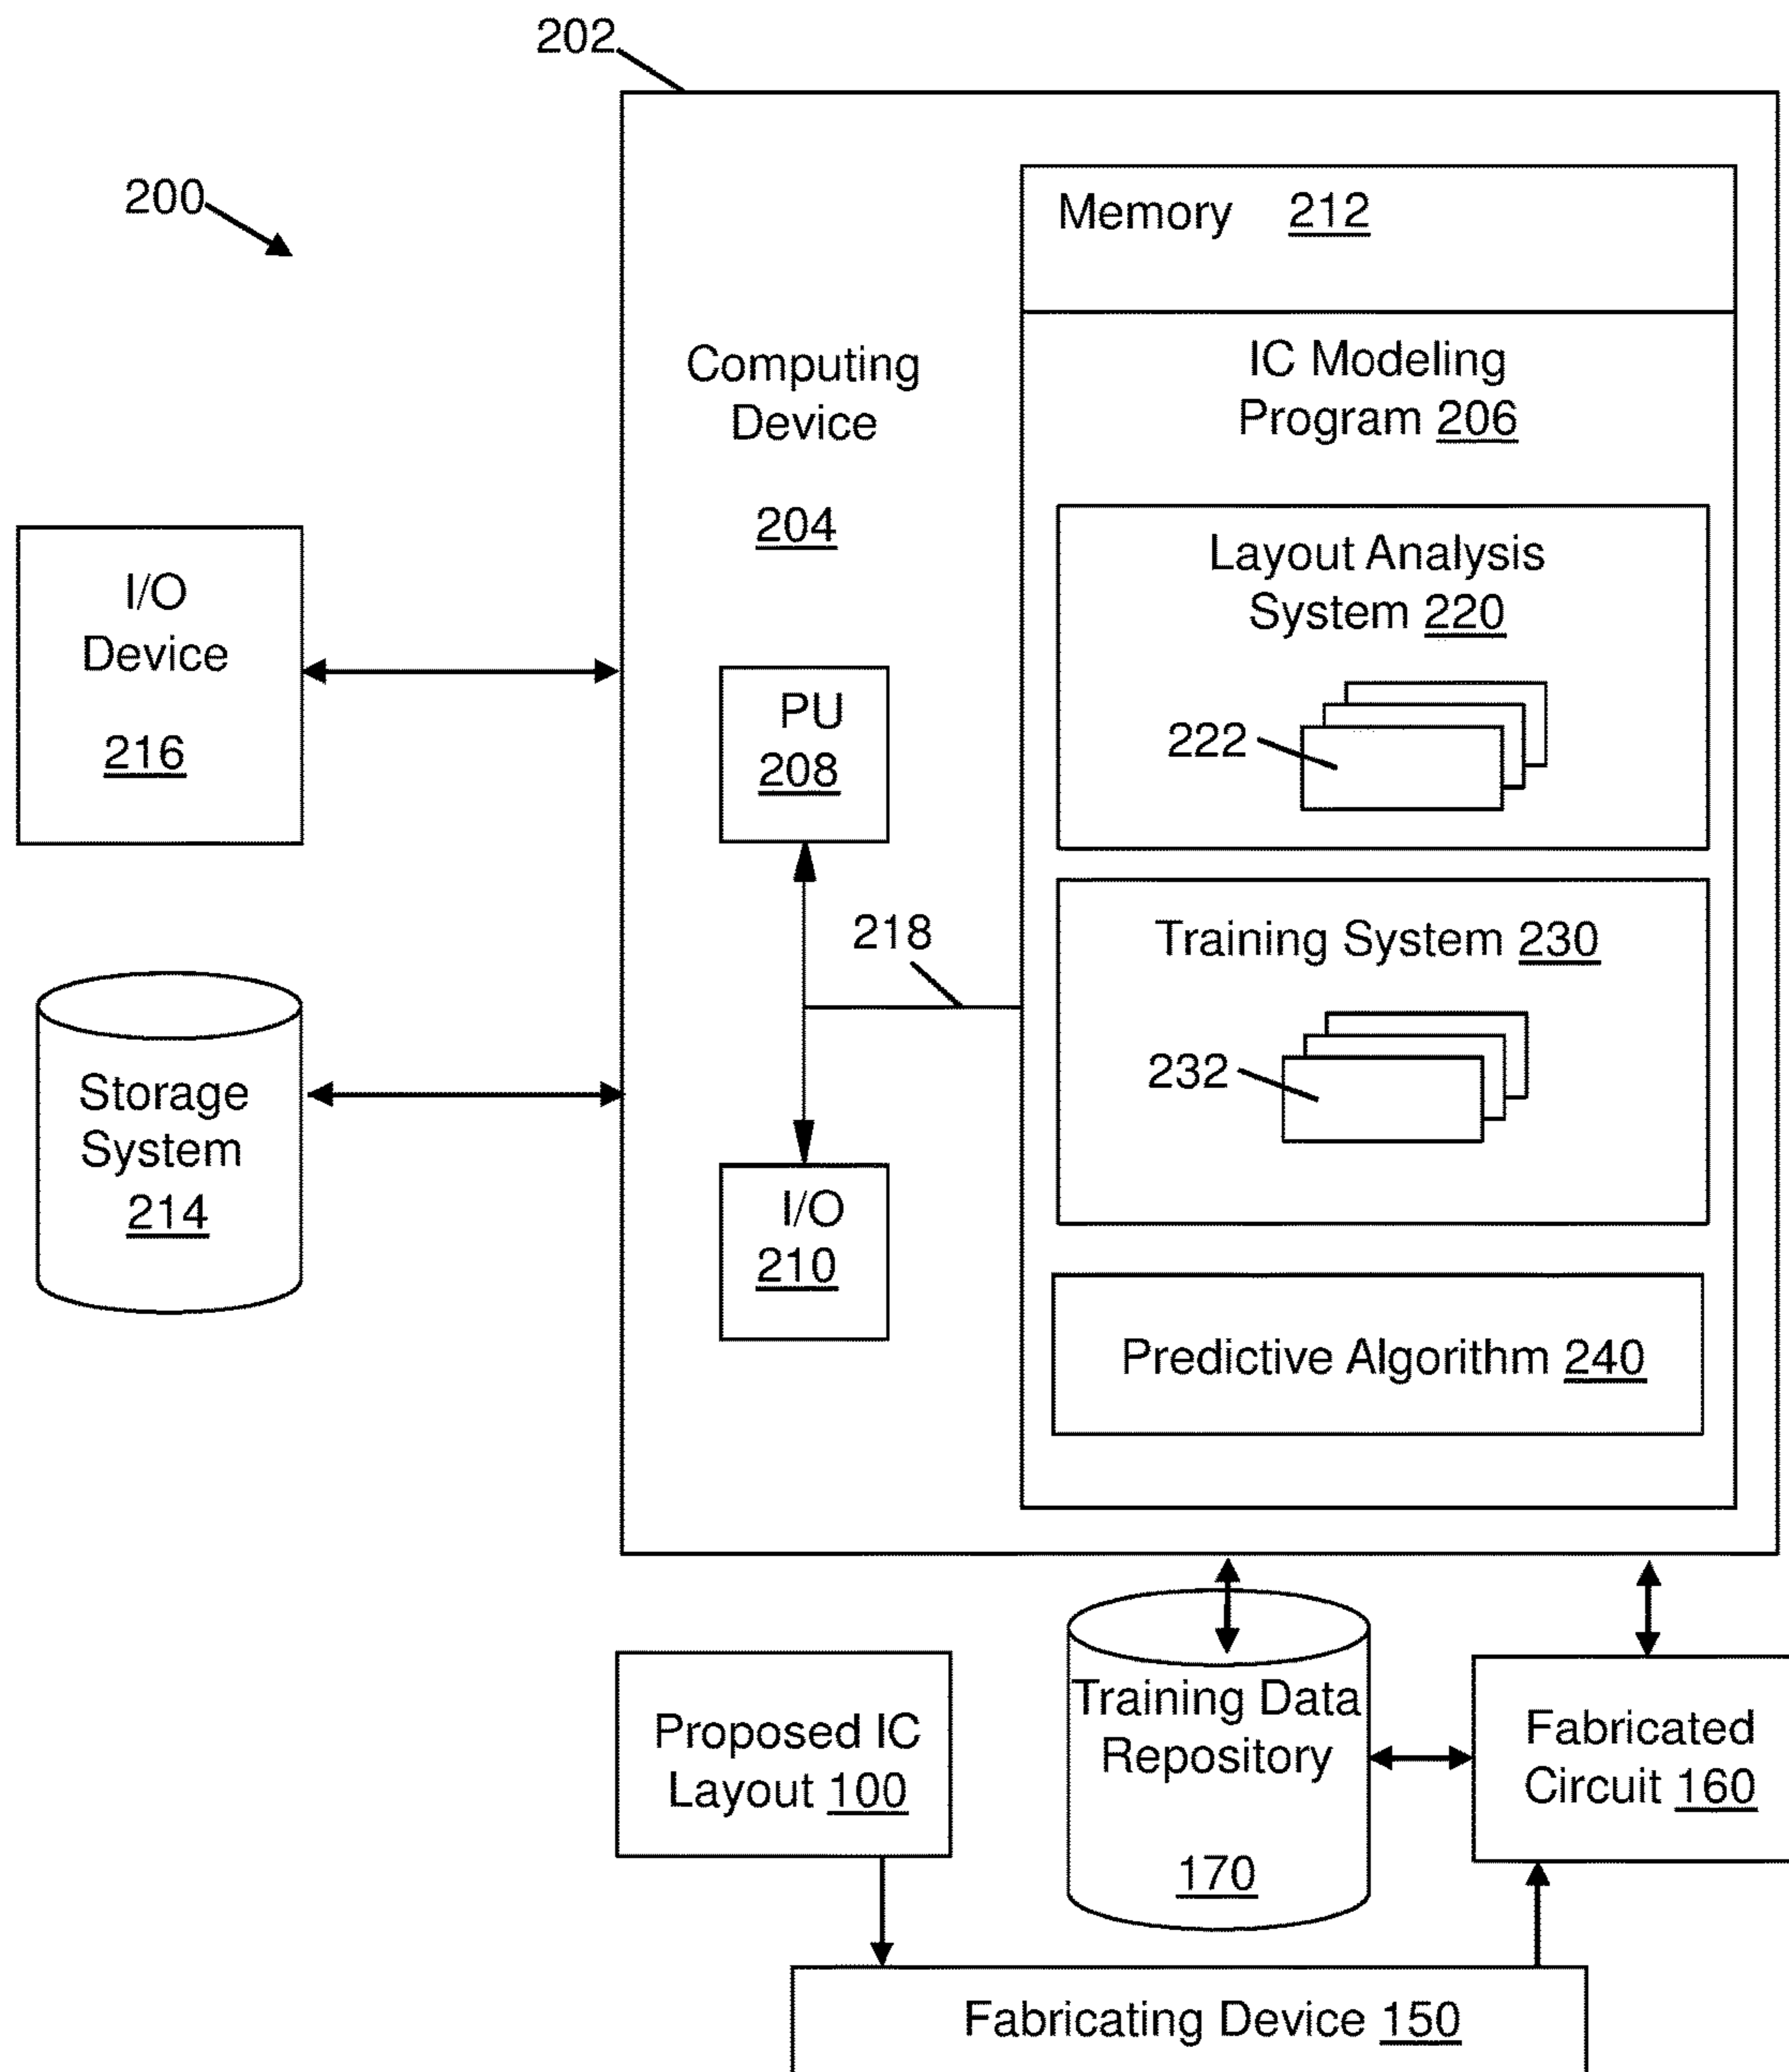 202
200
Memory 212
Computing
Device
204
IC Modeling
Program 206
Layout Analysis
System 220
222
I/O
Device
216
PU
208
218
Training System 230
232
Storage
System
214
I/O
210
Predictive Algorithm 240
Proposed IC
Layout 100
Training Data
Repository
170
Fabricated
Circuit 160
Fabricating Device 150